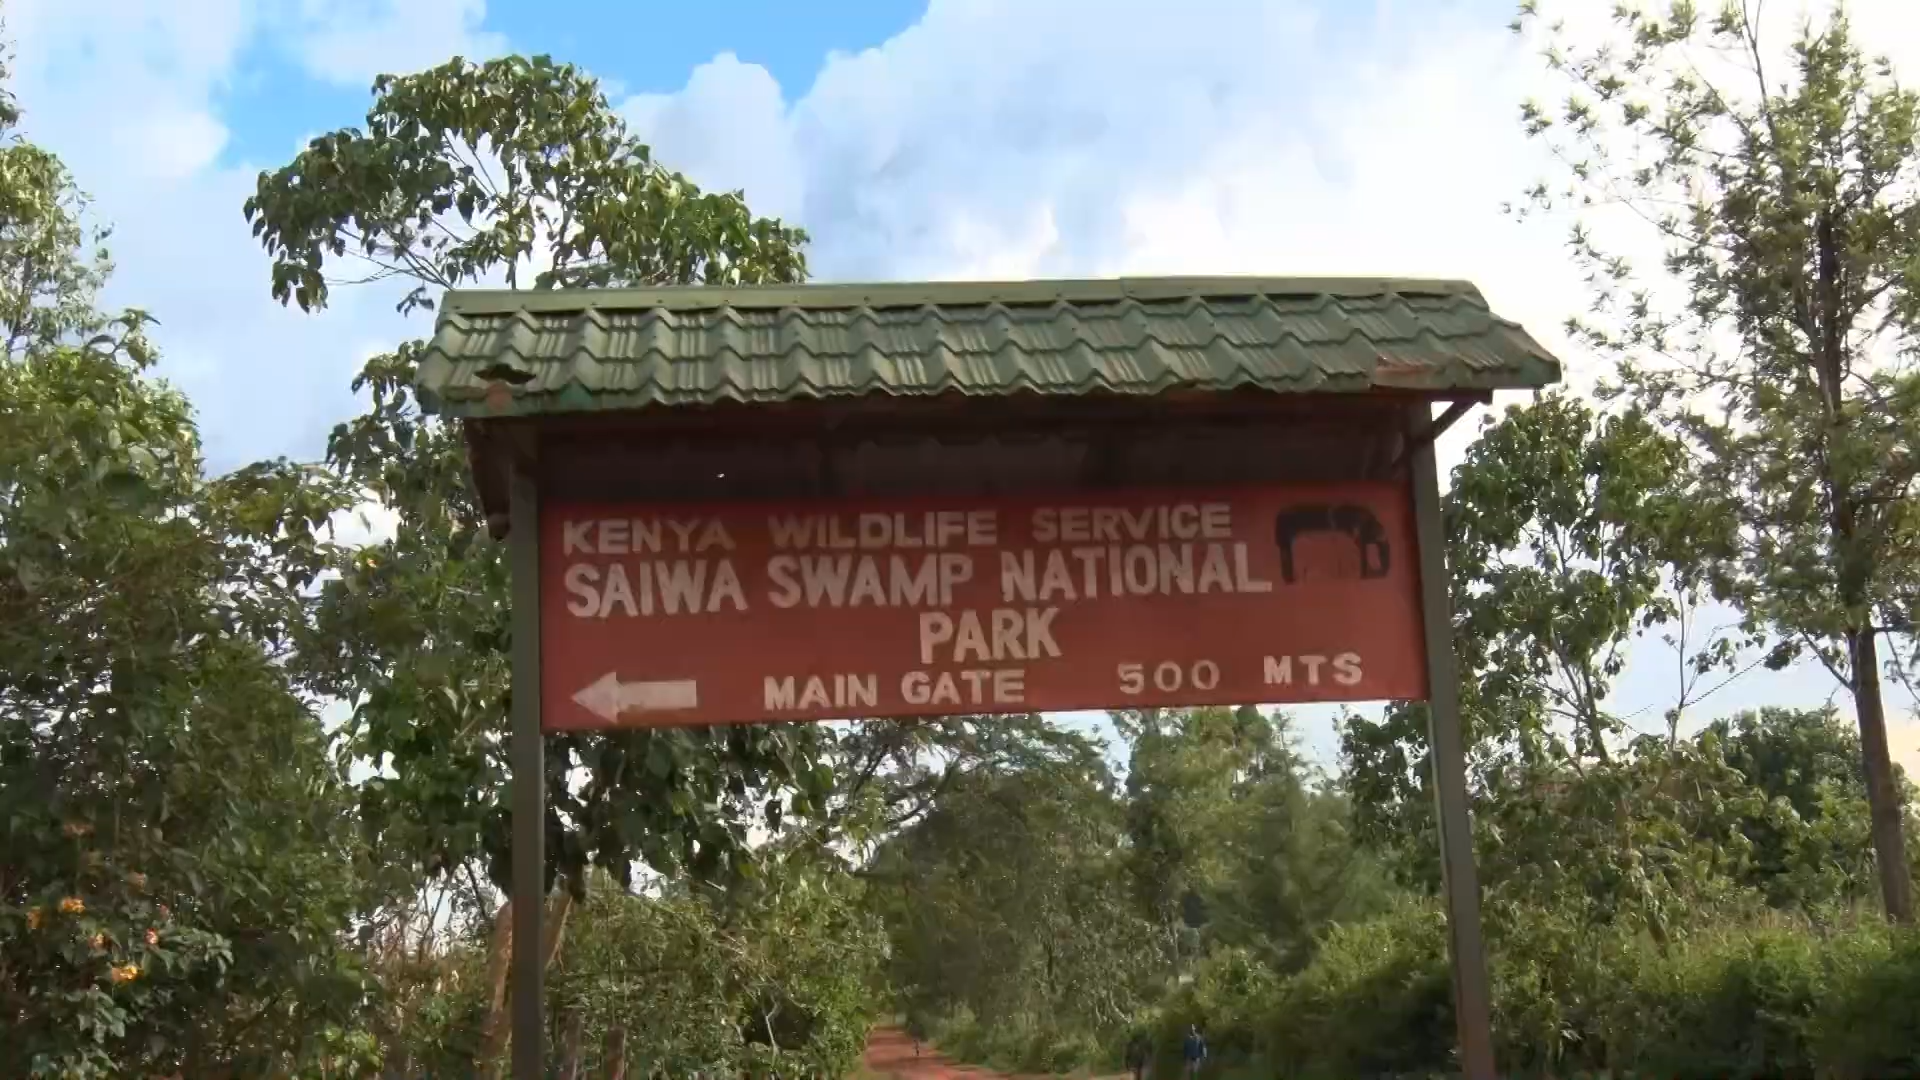 KENYA WILDLIFE SERVICE
SAIWA SWAMP NATIONAL
PARK
MAIN GATE 500 MTS